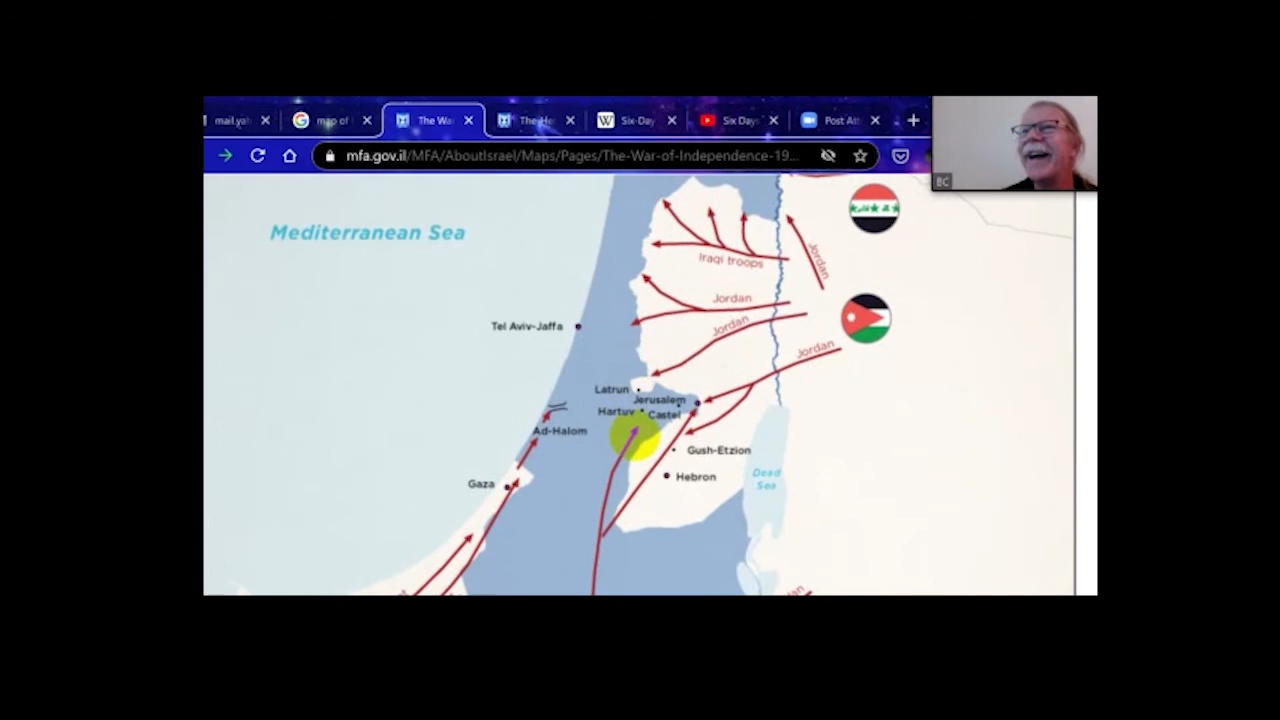 mail.yah
map of
The Wa
The He
Six-Day
Six Days
Post Att
mfa.gov.il/MFA/AboutIsrael/Maps/Pages/The-War-of-Independence-19...
BC
Mediterranean Sea
Iraqi troops
Jordan
Jordan
Jordan
Jordan
Tel Aviv-Jaffa
Latrun
Jerusalem
Hartuv
Castel
Ad-Halom
Gush-Etzion
Hebron
Gaza
Dead
Sea